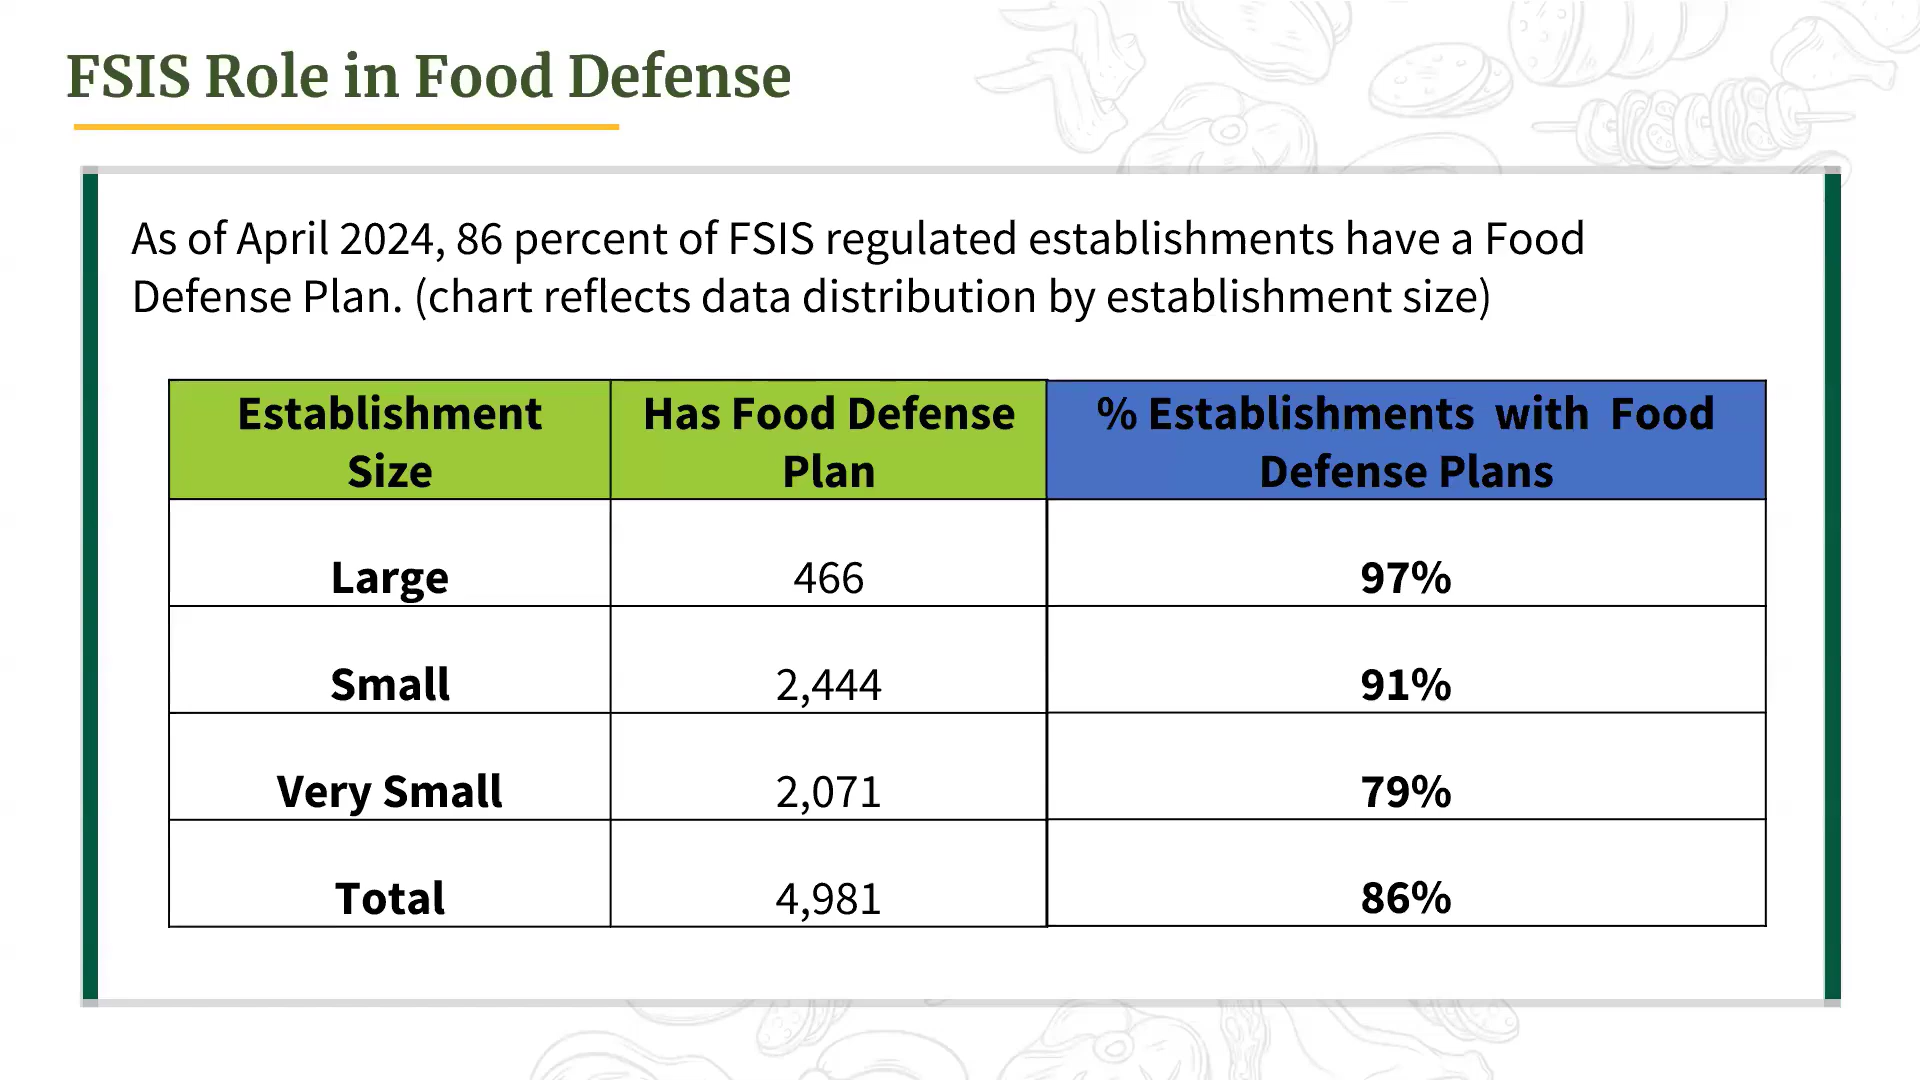 FSIS Role in Food Defense
As of April 2024, 86 percent of FSIS regulated establishments have a Food
Defense Plan. (chart reflects data distribution by establishment size)
Establishment
Size
Has Food Defense
Plan
% Establishments with Food
Defense Plans
Large
466
97%
Small
2,444
91%
Very Small
2,071
79%
Total
4,981
86%